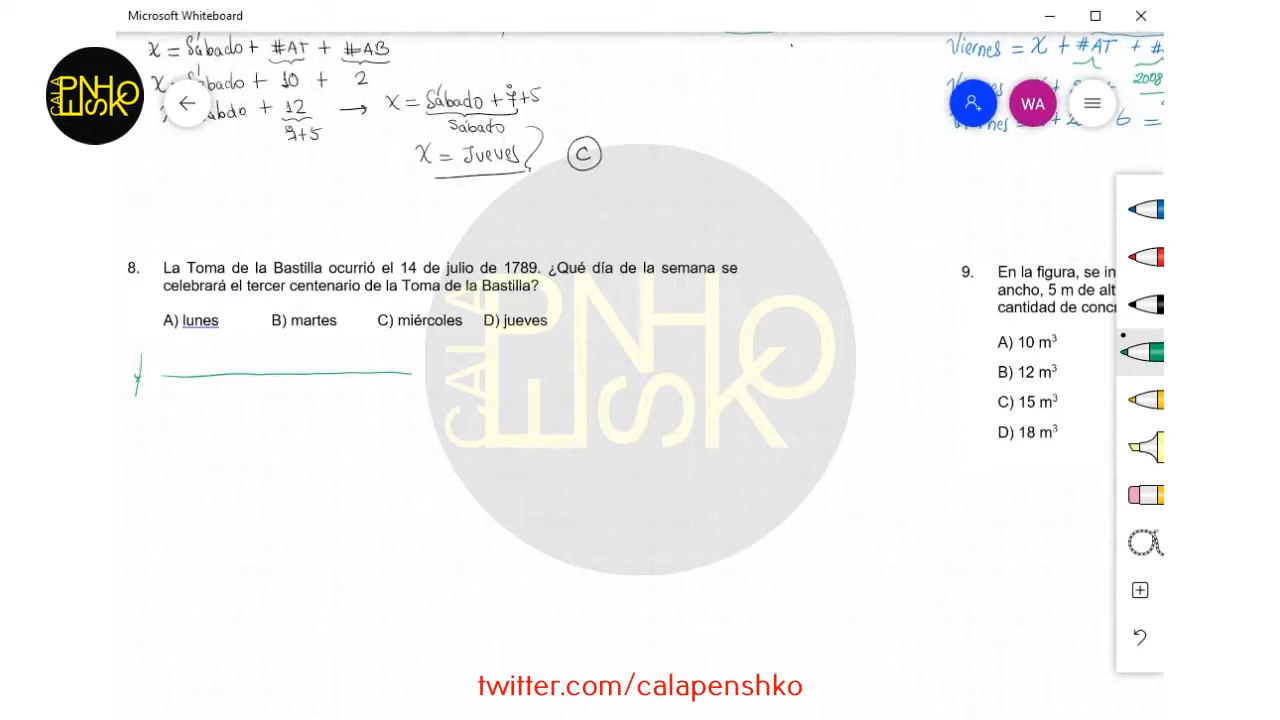 Microsoft Whiteboard
x = Sábado + #AT + #AB
Sábado + 10 + 2
+ 12 → x = Sábado + 7° + 5
7+5
Sábado
x = Jueves } C
Viernes = x + #AT +
2008
CALA PENSHKO
WA
8. La Toma de la Bastilla ocurrió el 14 de julio de 1789. ¿Qué día de la semana se
celebrará el tercer centenario de la Toma de la Bastilla?
A) lunes B) martes C) miércoles D) jueves
9. En la figura, se in
ancho, 5 m de alt
cantidad de concr
A) 10 m³
B) 12 m³
C) 15 m³
D) 18 m³
CALA PENSHKO
twitter.com/calapenshko